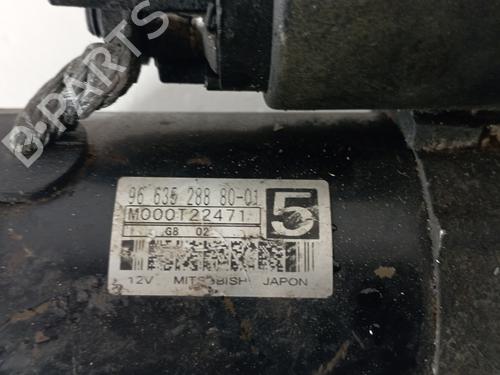 B-PARTS
96 635 288 80-01
M000T22471
5
G8 02
12V MITSUBISHI JAPON